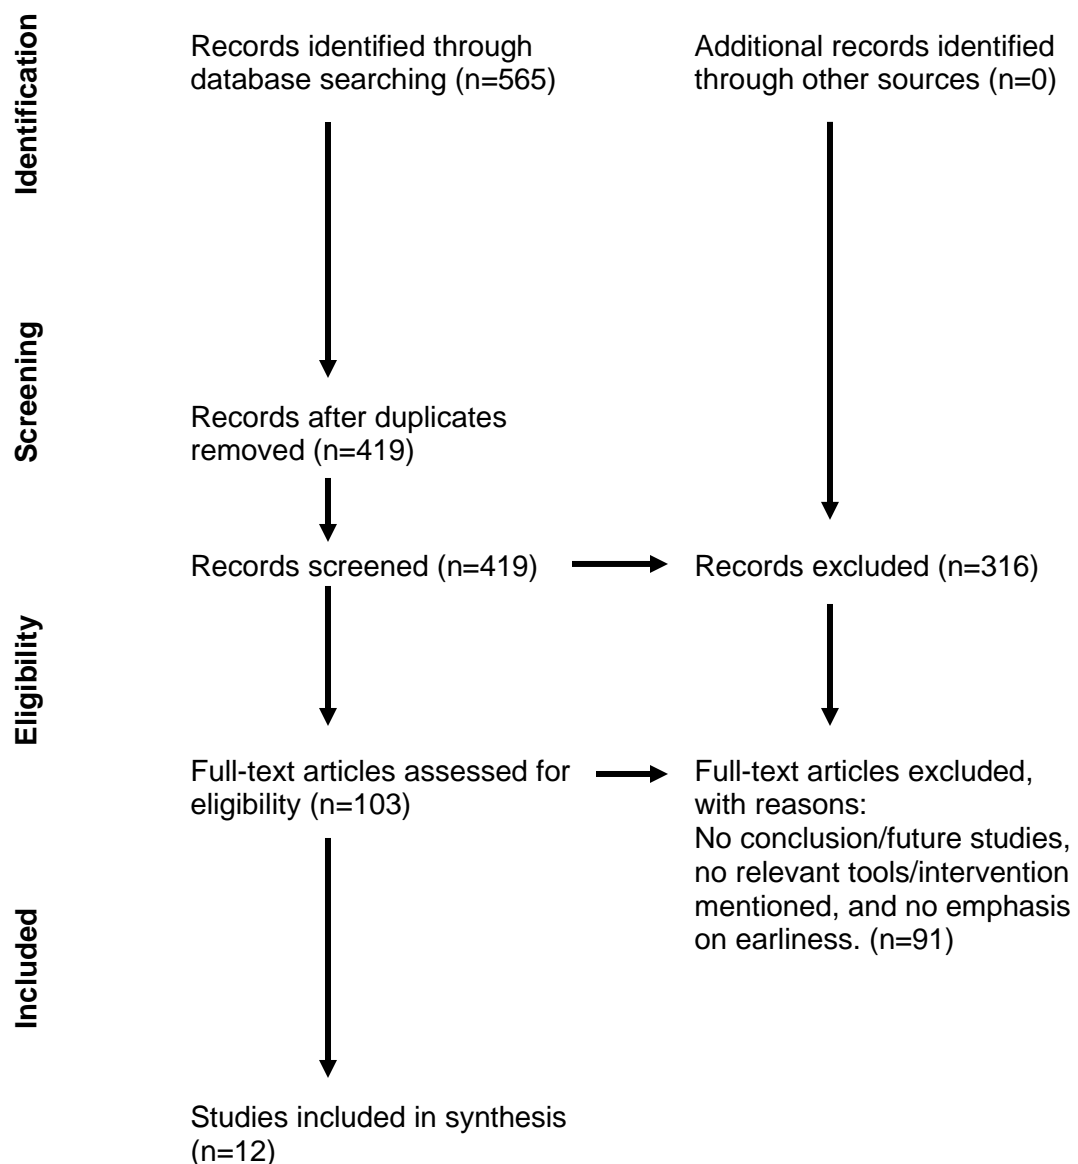 Identification
Records identified through
database searching (n=565)
Additional records identified
through other sources (n=0)
Screening
Records after duplicates
removed (n=419)
Records screened (n=419)
Records excluded (n=316)
Eligibility
Full-text articles assessed for
eligibility (n=103)
Full-text articles excluded,
with reasons:
No conclusion/future studies,
no relevant tools/intervention
mentioned, and no emphasis
on earliness. (n=91)
Included
Studies included in synthesis
(n=12)